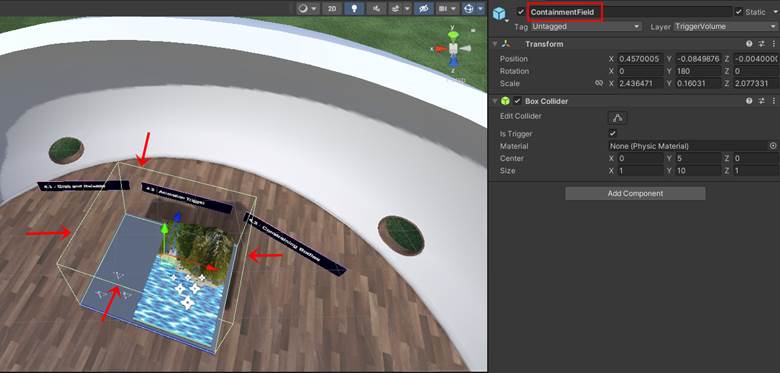 2D
y
x
z
4.1 - Grab and Release
4.2 : Animation Trigger
4.3 : Constraining Bodies
ContainmentField
Static
Tag Untagged Layer TriggerVolume
Transform
Position X 0.4570005 Y -0.0849876 Z -0.0040000
Rotation X 0 Y 180 Z 0
Scale X 2.436471 Y 0.16031 Z 2.077331
Box Collider
Edit Collider
Is Trigger
Material None (Physic Material)
Center X 0 Y 5 Z 0
Size X 1 Y 10 Z 1
Add Component